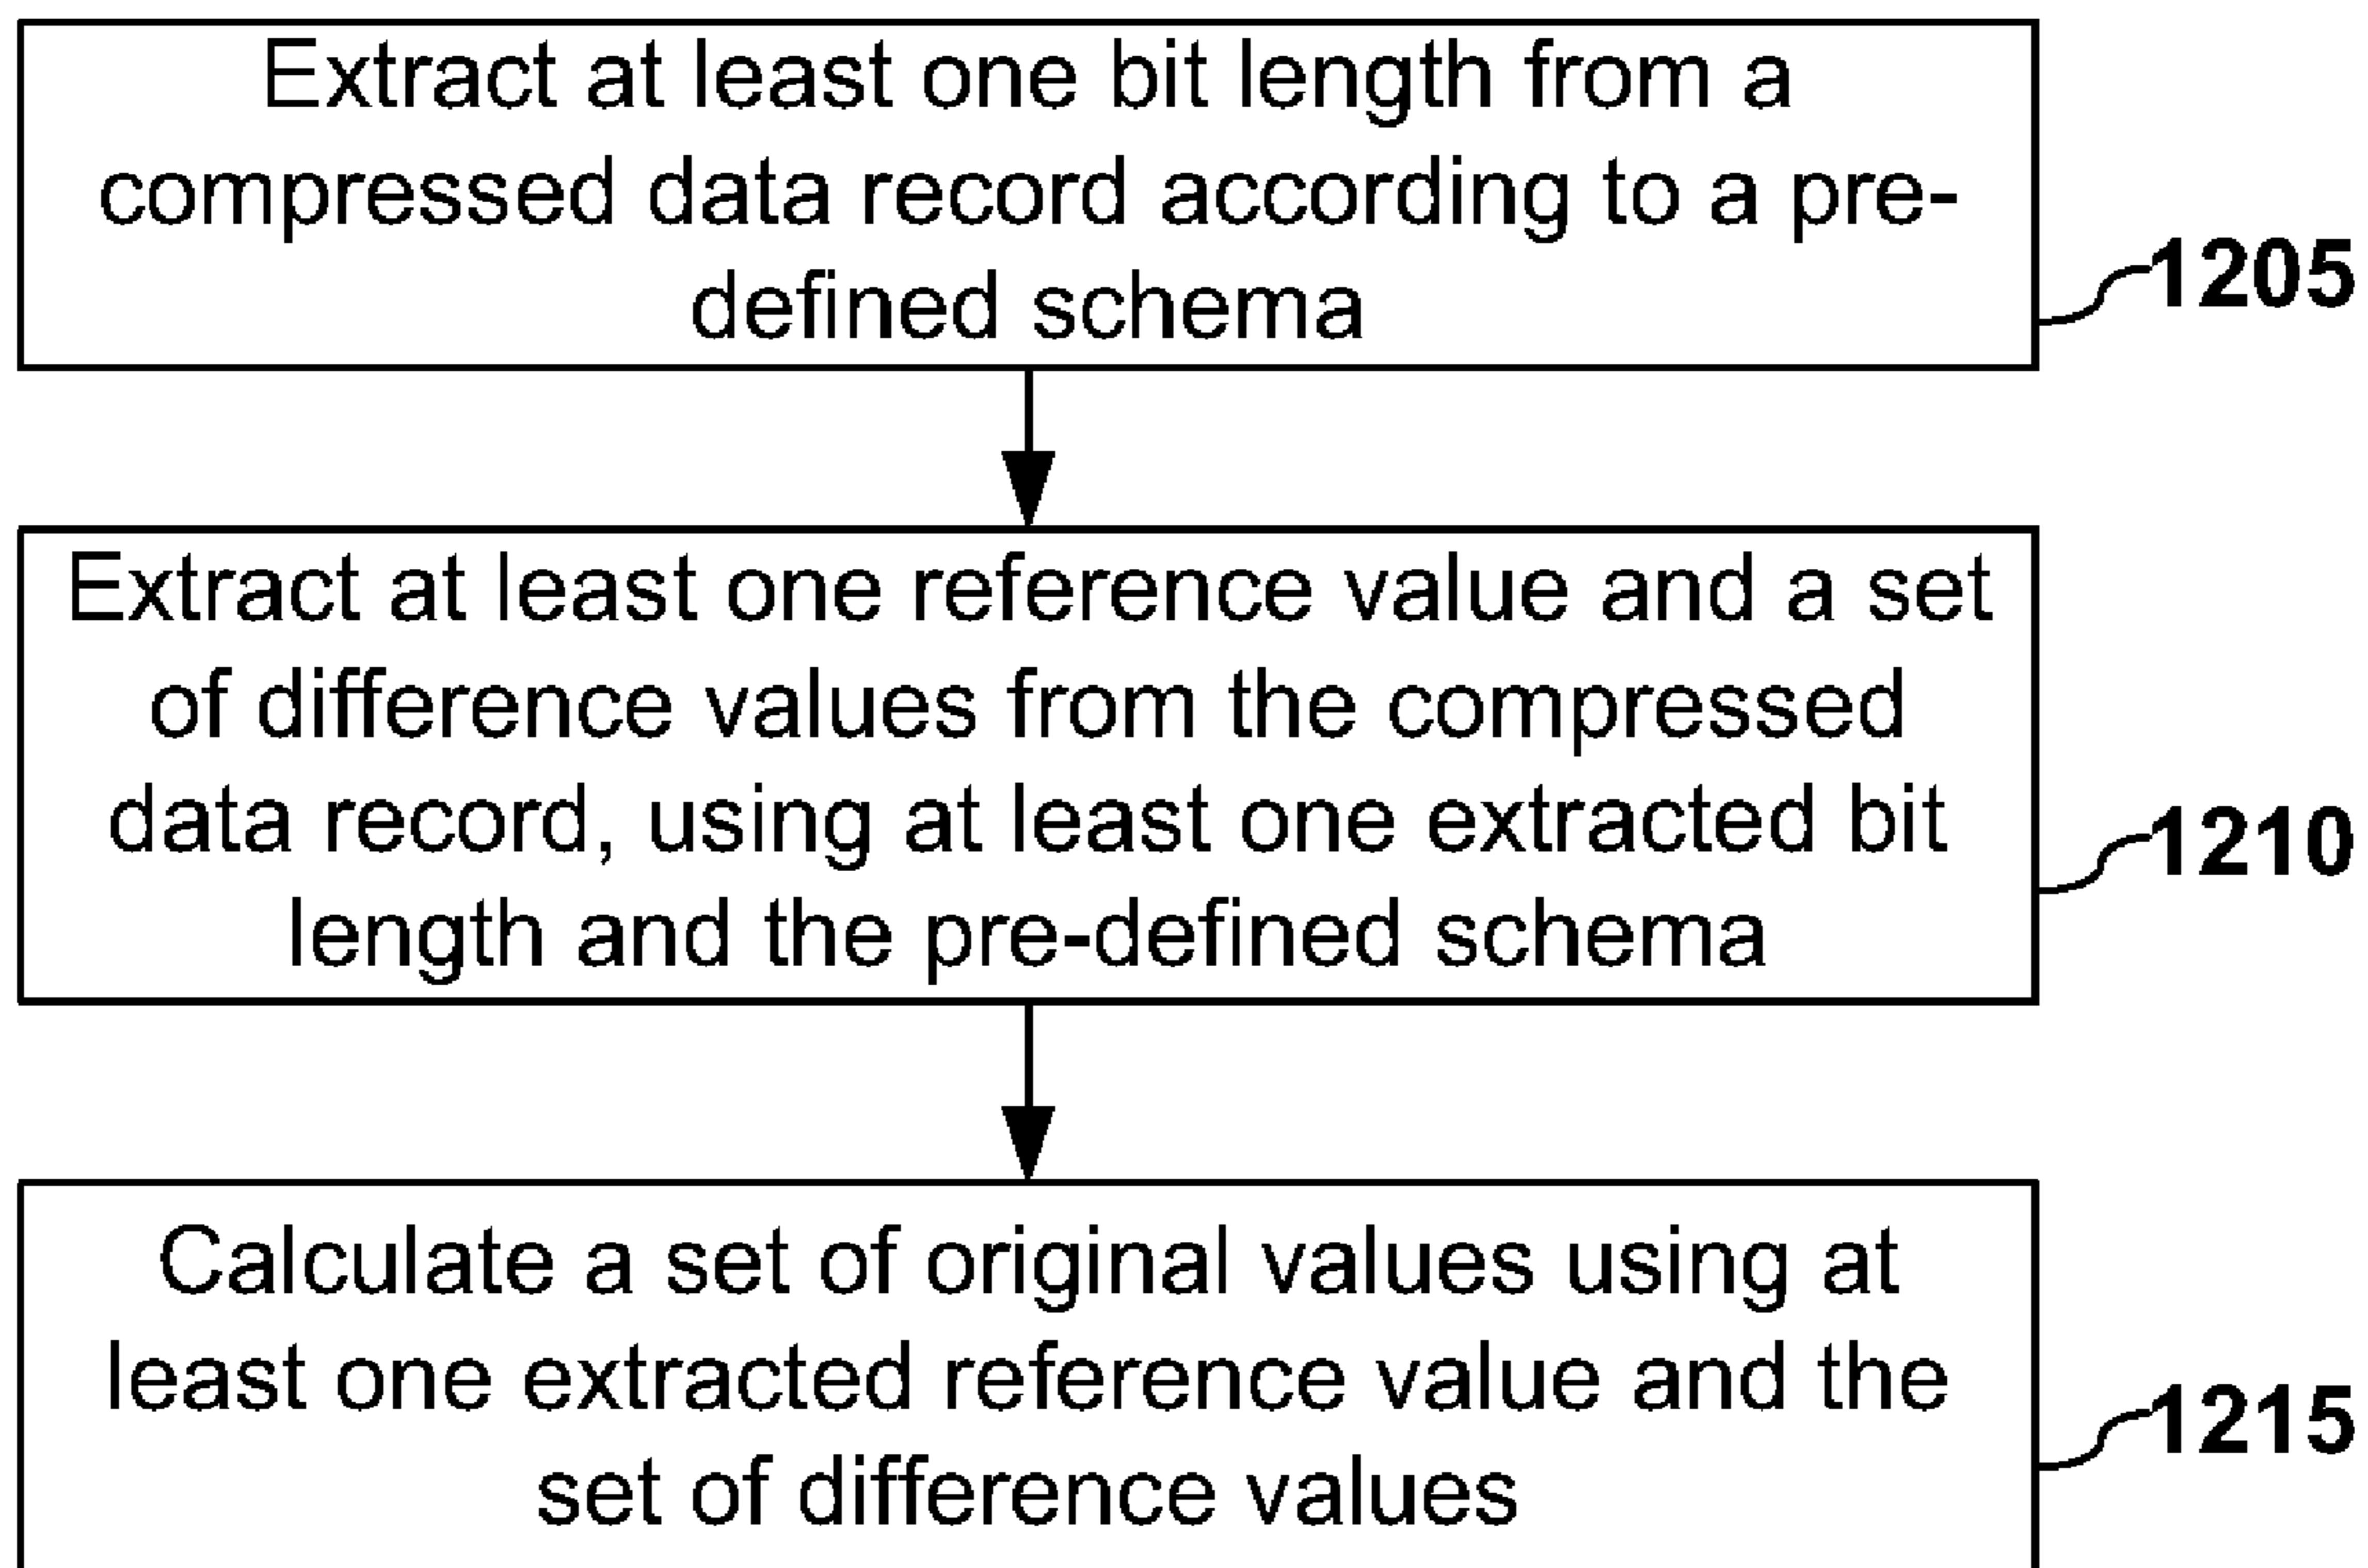 Extract at least one bit length from a
compressed data record according to a pre-
defined schema
1205
Extract at least one reference value and a set
of difference values from the compressed
data record, using at least one extracted bit
length and the pre-defined schema
1210
Calculate a set of original values using at
least one extracted reference value and the
set of difference values
1215